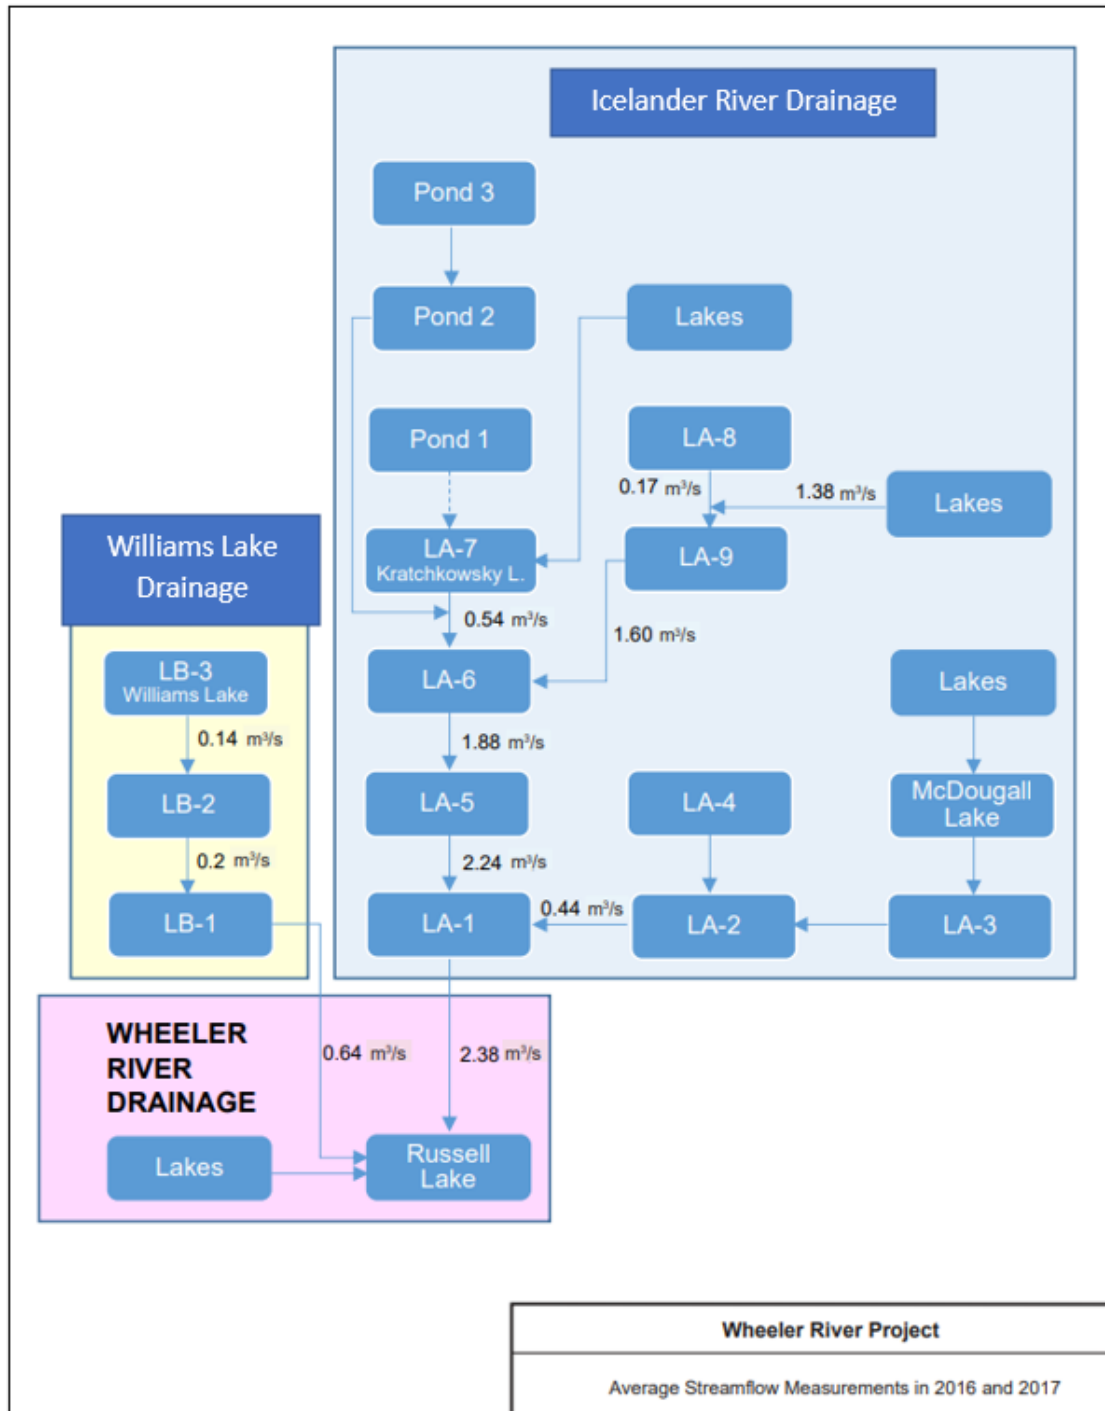 Icelander River Drainage
Pond 3
Pond 2
Lakes
Pond 1
LA-8
0.17 m³/s
1.38 m³/s
Lakes
Williams Lake
Drainage
LA-7
Kratchkowsky L.
LA-9
0.54 m³/s
1.60 m³/s
LB-3
Williams Lake
LA-6
Lakes
0.14 m³/s
1.88 m³/s
LB-2
LA-5
LA-4
McDougall
Lake
0.2 m³/s
2.24 m³/s
LB-1
LA-1
0.44 m³/s
LA-2
LA-3
WHEELER
RIVER
DRAINAGE
0.64 m³/s
2.38 m³/s
Lakes
Russell
Lake
Wheeler River Project
Average Streamflow Measurements in 2016 and 2017